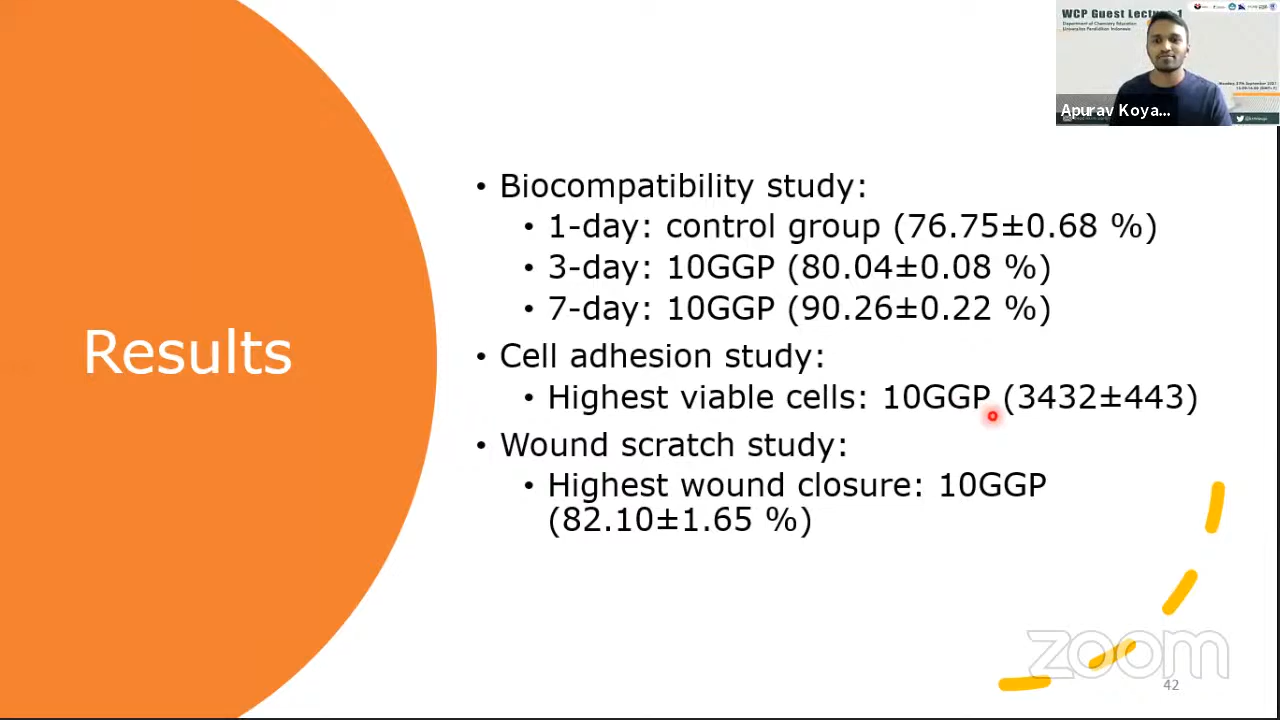 WCP Guest Lecture 1
Department of Chemistry Education
Universitas Pendidikan Indonesia
Apurav Koya...
Results
• Biocompatibility study:
• 1-day: control group (76.75±0.68 %)
• 3-day: 10GGP (80.04±0.08 %)
• 7-day: 10GGP (90.26±0.22 %)
• Cell adhesion study:
• Highest viable cells: 10GGP (3432±443)
• Wound scratch study:
• Highest wound closure: 10GGP
(82.10±1.65 %)
zoom
42